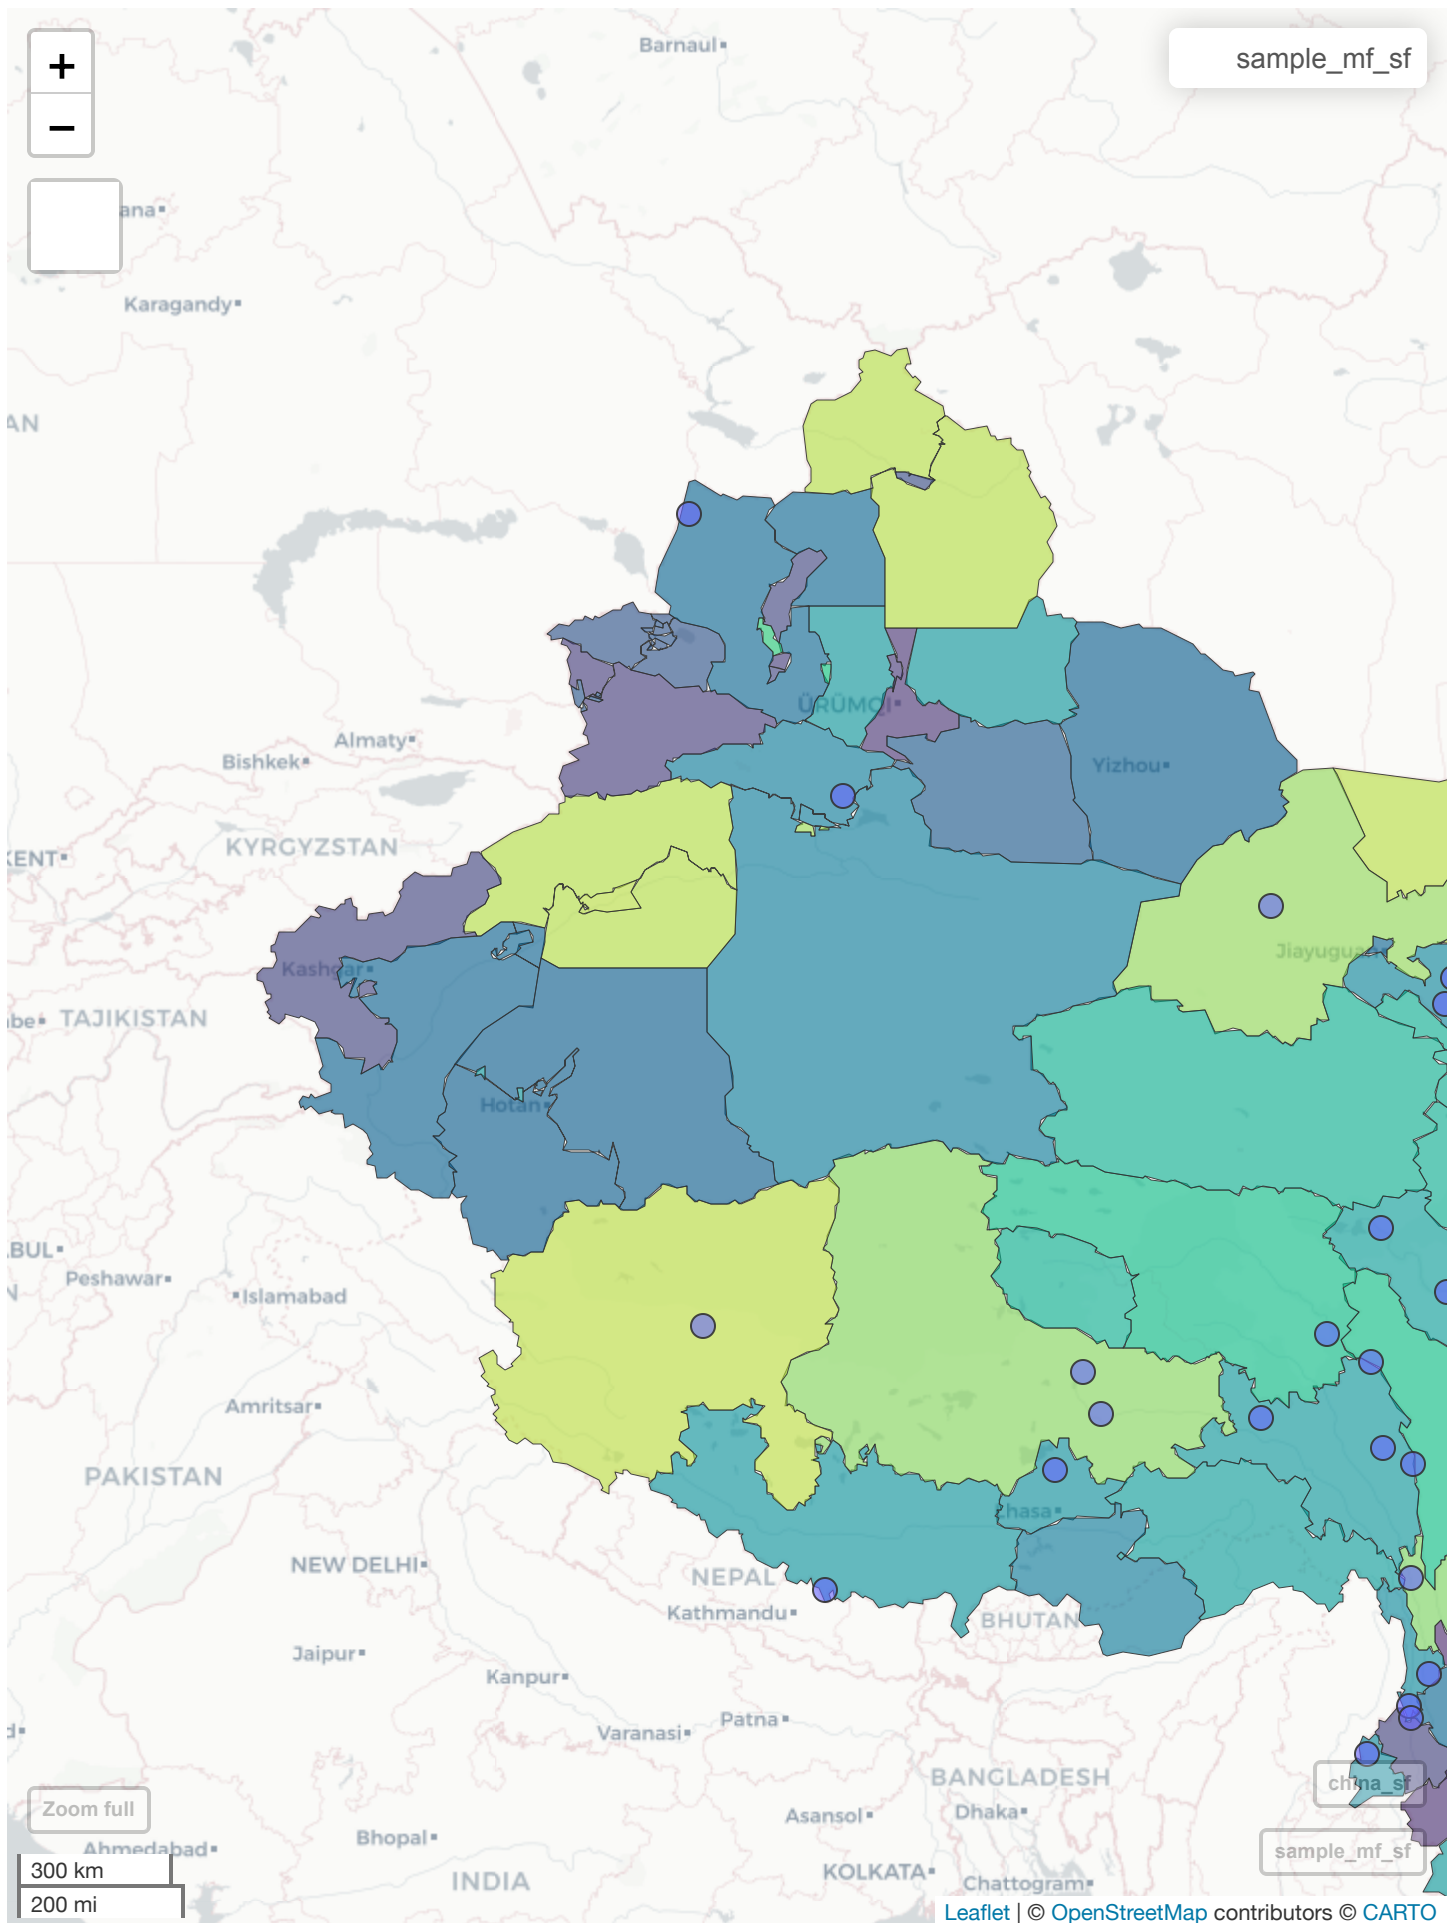 Barnaul
+
sample_mf_sf
−
ana
Karagandy
AN
ÜRÜMQI
Almaty
Bishkek
Yizhou
KYRGYZSTAN
KENT
Jiayuguan
Kashgar
be
TAJIKISTAN
Hotan
BUL
Peshawar
N
Islamabad
Amritsar
PAKISTAN
Lhasa
NEW DELHI
NEPAL
Kathmandu
BHUTAN
Jaipur
Kanpur
Patna
Varanasi
d
BANGLADESH
china_sf
Zoom full
Asansol
Dhaka
Bhopal
Ahmedabad
sample_mf_sf
300 km
INDIA
KOLKATA
Chattogram
200 mi
Leaflet | © OpenStreetMap contributors © CARTO